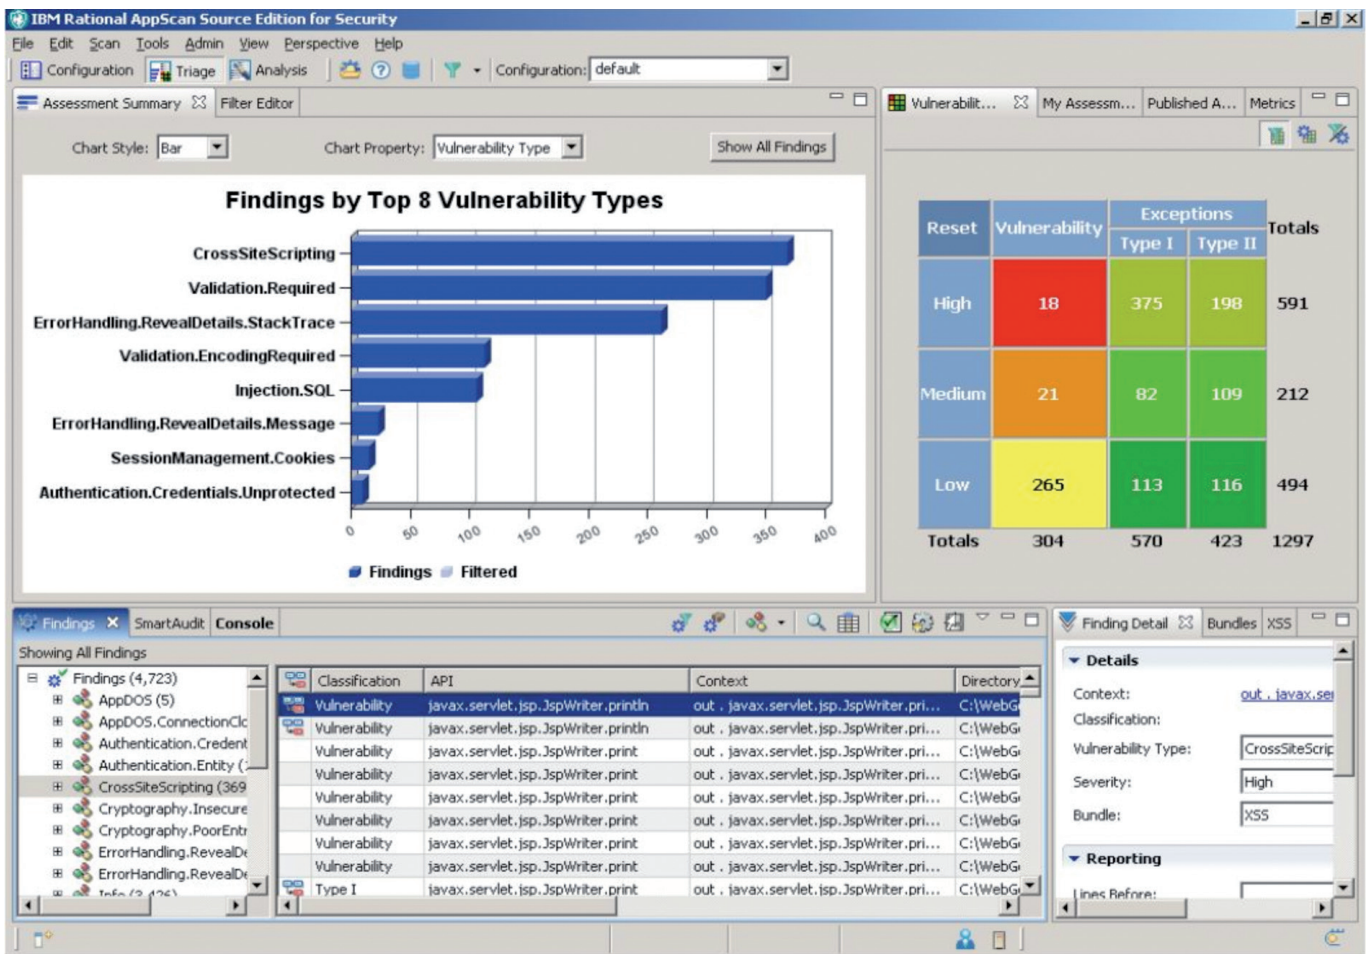 IBM Rational AppScan Source Edition for Security
File Edit Scan Tools Admin View Perspective Help
Configuration Triage Analysis Configuration: default
Assessment Summary Filter Editor
Chart Style: Bar Chart Property: Vulnerability Type Show All Findings
Findings by Top 8 Vulnerability Types
CrossSiteScripting
Validation.Required
ErrorHandling.RevealDetails.StackTrace
Validation.EncodingRequired
Injection.SQL
ErrorHandling.RevealDetails.Message
SessionManagement.Cookies
Authentication.Credentials.Unprotected
0 50 100 150 200 250 300 350 400
Findings Filtered
Vulnerabilit... My Assessm... Published A... Metrics
Reset Vulnerability Exceptions Totals
Type I Type II
High 18 375 198 591
Medium 21 82 109 212
Low 265 113 116 494
Totals 304 570 423 1297
Findings SmartAudit Console
Showing All Findings
Findings (4,723)
AppDOS (5)
AppDOS.ConnectionClo
Authentication.Credent
Authentication.Entity (
CrossSiteScripting (369
Cryptography.Insecure
Cryptography.PoorEntr
ErrorHandling.RevealDe
ErrorHandling.RevealDe
Info (3,426)
Classification API Context Directory
Vulnerability javax.servlet.jsp.JspWriter.println out . javax.servlet.jsp.JspWriter.pri... C:\WebG
Vulnerability javax.servlet.jsp.JspWriter.println out . javax.servlet.jsp.JspWriter.pri... C:\WebG
Vulnerability javax.servlet.jsp.JspWriter.print out . javax.servlet.jsp.JspWriter.pri... C:\WebG
Vulnerability javax.servlet.jsp.JspWriter.print out . javax.servlet.jsp.JspWriter.pri... C:\WebG
Vulnerability javax.servlet.jsp.JspWriter.print out . javax.servlet.jsp.JspWriter.pri... C:\WebG
Vulnerability javax.servlet.jsp.JspWriter.print out . javax.servlet.jsp.JspWriter.pri... C:\WebG
Vulnerability javax.servlet.jsp.JspWriter.print out . javax.servlet.jsp.JspWriter.pri... C:\WebG
Vulnerability javax.servlet.jsp.JspWriter.print out . javax.servlet.jsp.JspWriter.pri... C:\WebG
Type I javax.servlet.jsp.JspWriter.print out . javax.servlet.jsp.JspWriter.pri... C:\WebG
Finding Detail Bundles XSS
Details
Context: out . javax.ser
Classification:
Vulnerability Type: CrossSiteScrip
Severity: High
Bundle: XSS
Reporting
Lines Before: